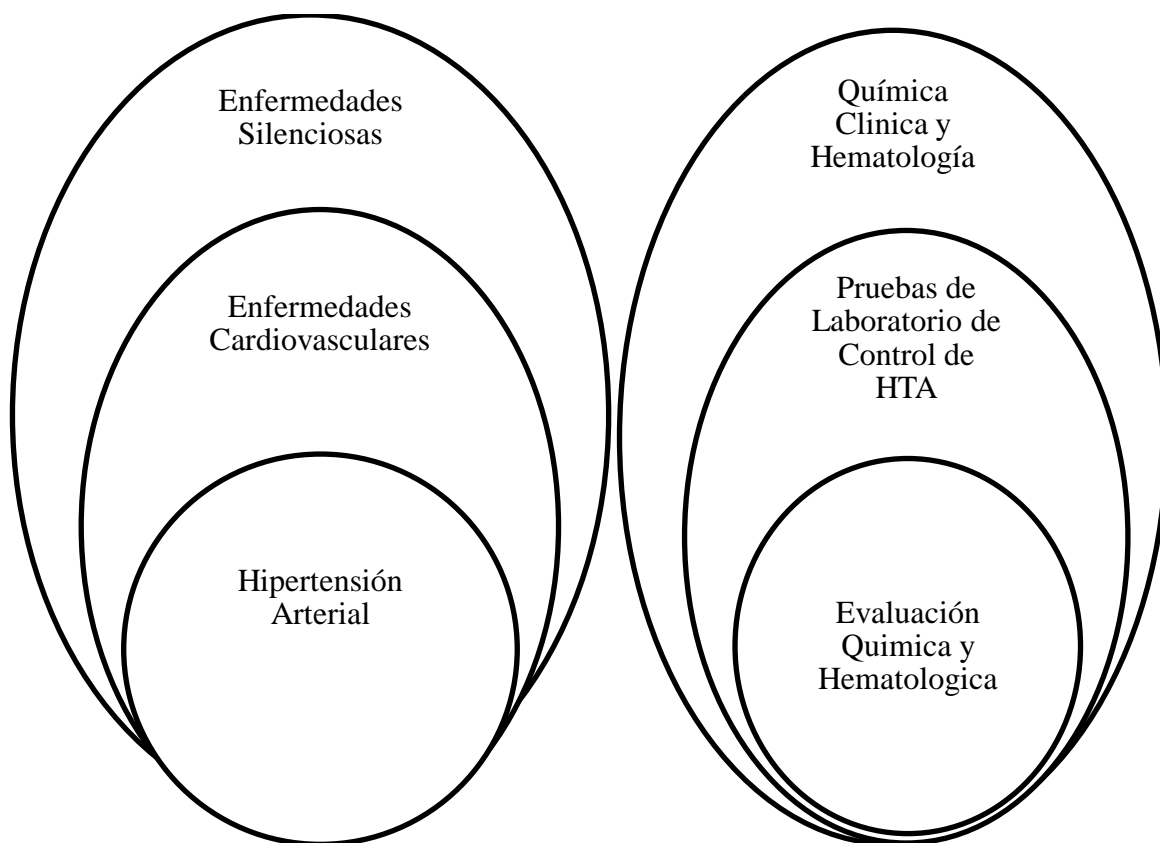 Enfermedades
Silenciosas
Enfermedades
Cardiovasculares
Hipertensión
Arterial
Química
Clinica y
Hematología
Pruebas de
Laboratorio de
Control de
HTA
Evaluación
Quimica y
Hematologica